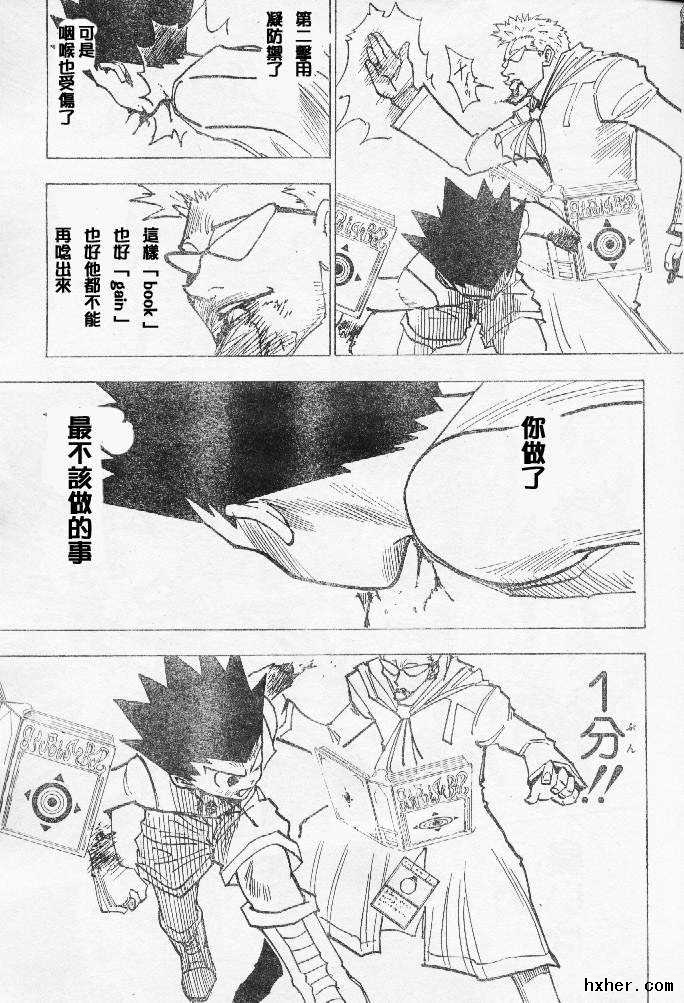 第二擊用
凝防禦了
可是
咽喉也受傷了
這樣「book」
也好「gain」
也好他都不能
再唸出來
你做了
最不該做的事
1分!!
ぷん
hxher.com